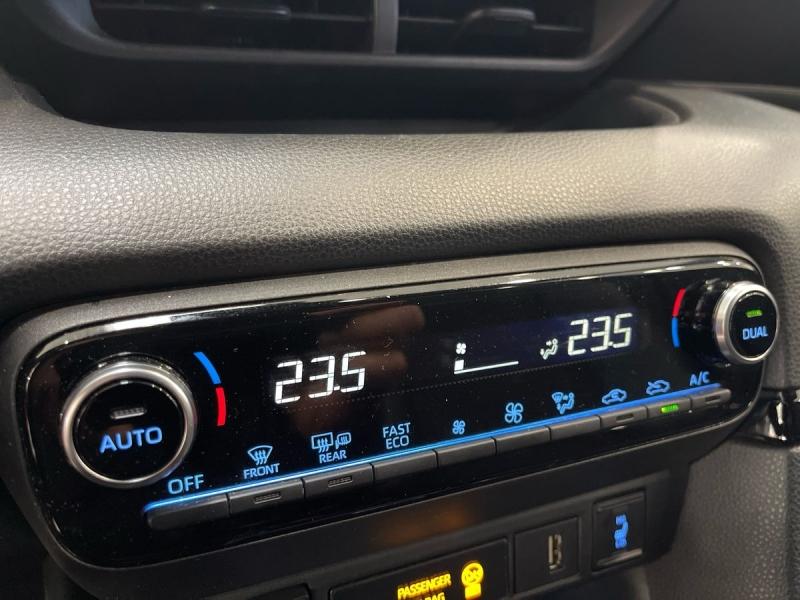 23.5
23.5
AUTO
DUAL
OFF
FRONT
REAR
FAST
ECO
A/C
PASSENGER